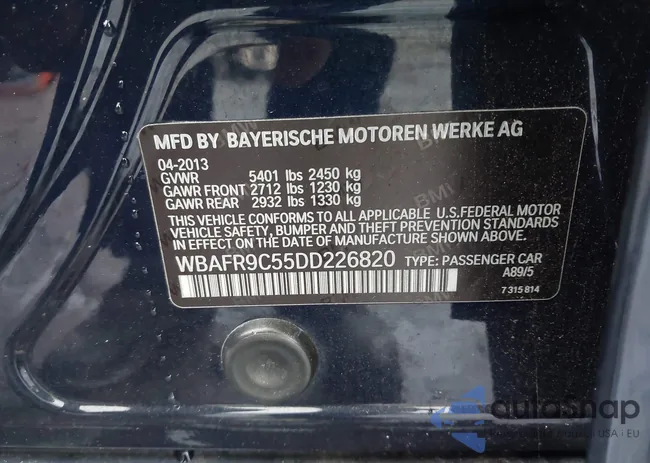 MFD BY BAYERISCHE MOTOREN WERKE AG
04-2013
GVWR 5401 lbs 2450 kg
GAWR FRONT 2712 lbs 1230 kg
GAWR REAR 2932 lbs 1330 kg
THIS VEHICLE CONFORMS TO ALL APPLICABLE U.S.FEDERAL MOTOR
VEHICLE SAFETY, BUMPER AND THEFT PREVENTION STANDARDS
IN EFFECT ON THE DATE OF MANUFACTURE SHOWN ABOVE.
WBAFR9C55DD226820 TYPE: PASSENGER CAR
A89/5
7 315 814
autoSnap
USA · EU